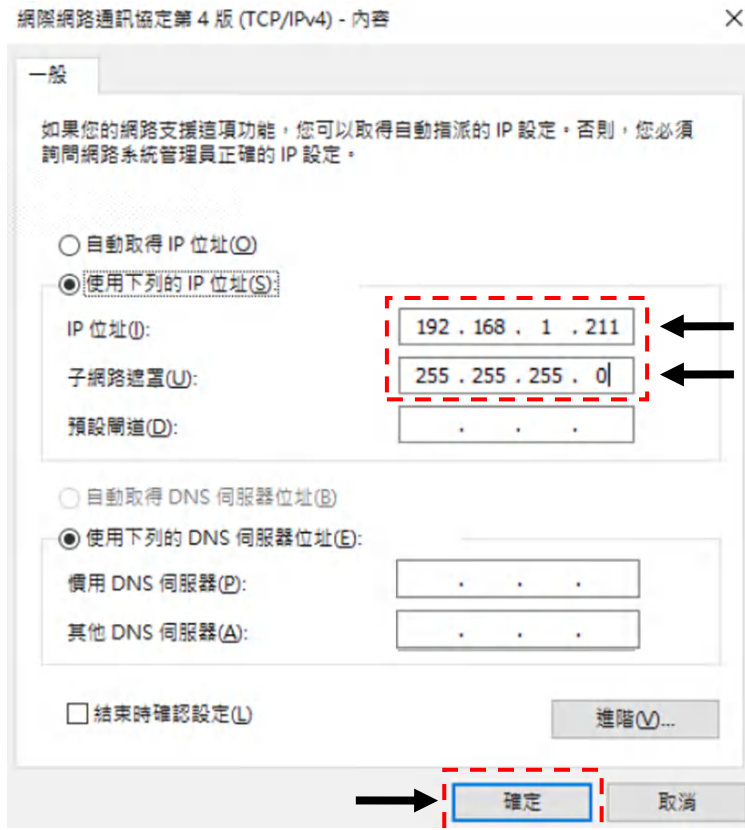 網際網路通訊協定第 4 版 (TCP/IPv4) - 內容
一般
如果您的網路支援這項功能，您可以取得自動指派的 IP 設定。否則，您必須
詢問網路系統管理員正確的 IP 設定。
自動取得 IP 位址(O)
使用下列的 IP 位址(S):
IP 位址(I): 192 . 168 . 1 . 211
子網路遮罩(U): 255 . 255 . 255 . 0
預設閘道(D): . . .
自動取得 DNS 伺服器位址(B)
使用下列的 DNS 伺服器位址(E):
慣用 DNS 伺服器(P): . . .
其他 DNS 伺服器(A): . . .
結束時確認設定(L)
進階(V)...
確定 取消